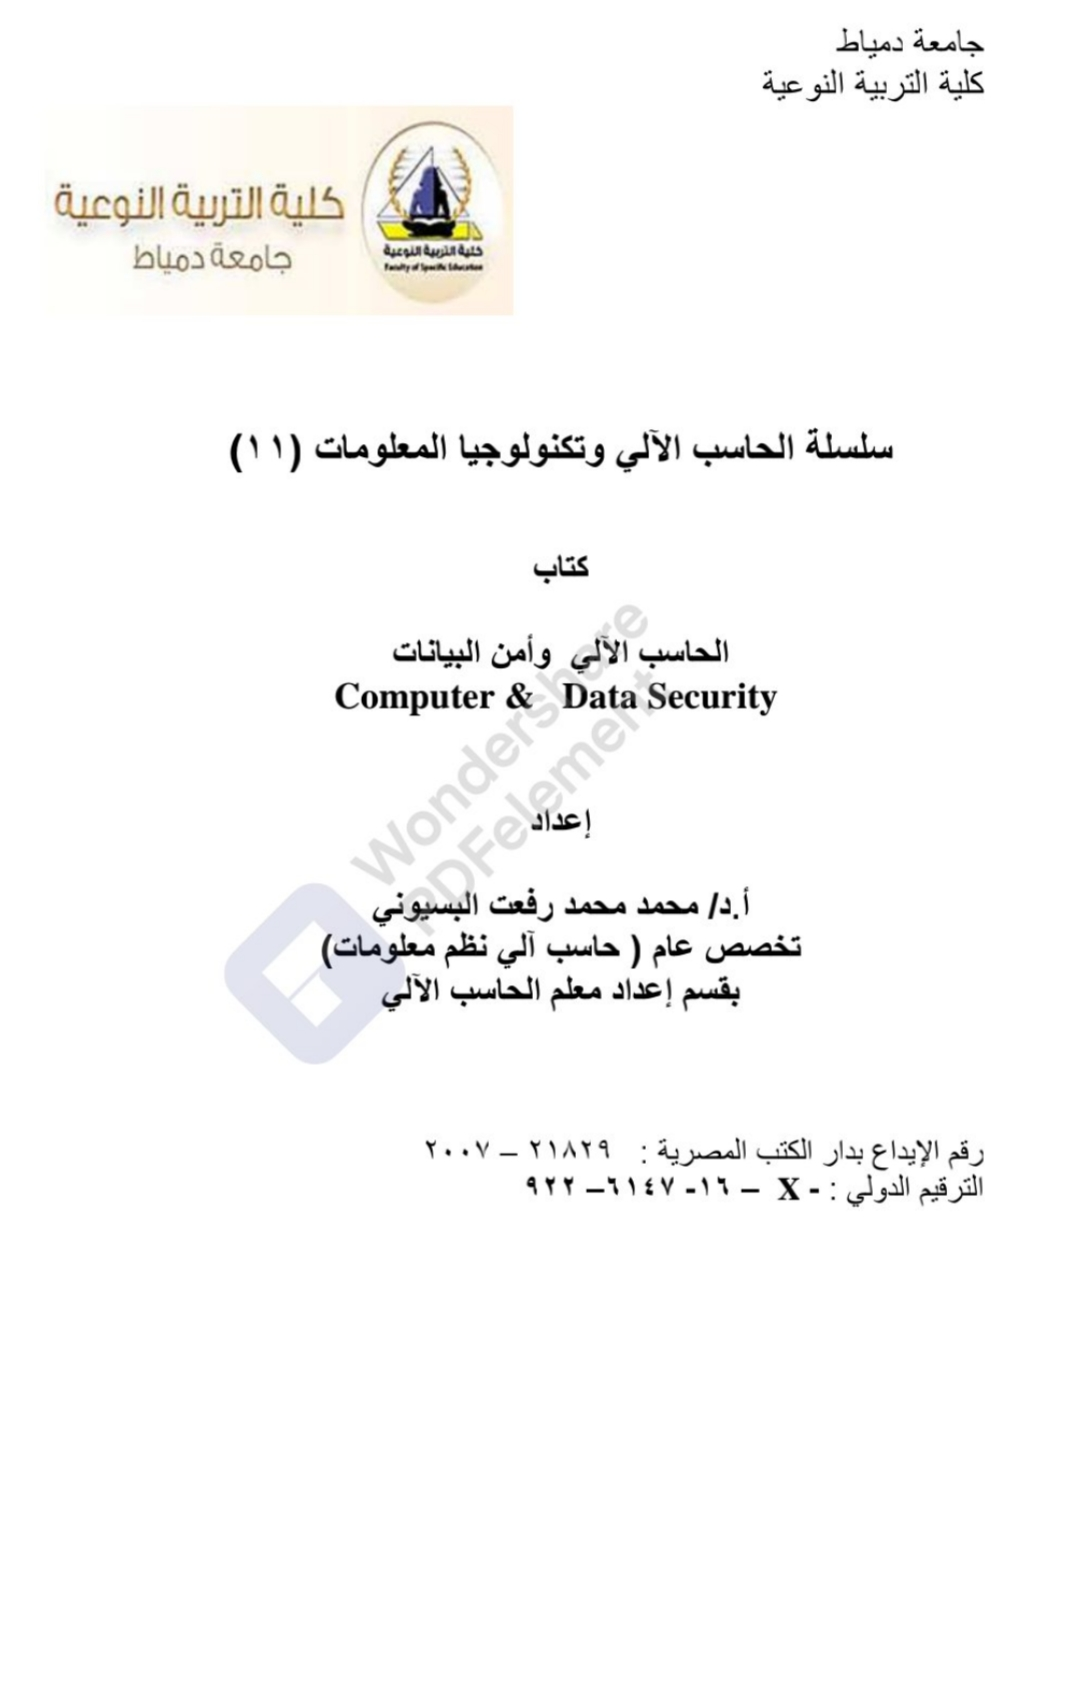 جامعة دمياط
كلية التربية النوعية
كلية التربية النوعية
جامعة دمياط
كلية التربية النوعية
Faculty of Specific Education
سلسلة الحاسب الآلي وتكنولوجيا المعلومات (١١)
كتاب
الحاسب الآلي وأمن البيانات
Computer & Data Security
إعداد
أ.د/ محمد محمد رفعت البسيوني
تخصص عام ( حاسب آلي نظم معلومات)
بقسم إعداد معلم الحاسب الآلي
رقم الإيداع بدار الكتب المصرية : ٢١٨٢٩ – ٢٠٠٧
الترقيم الدولي : - X – ١٦- ٦١٤٧– ٩٢٢
Wondershare
PDFelement